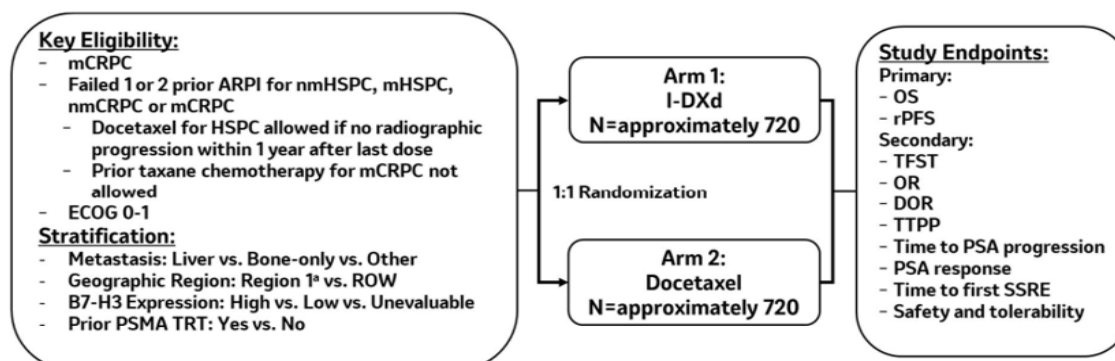 Key Eligibility:
- mCRPC
- Failed 1 or 2 prior ARPI for nmHSPC, mHSPC,
nmCRPC or mCRPC
- Docetaxel for HSPC allowed if no radiographic
progression within 1 year after last dose
- Prior taxane chemotherapy for mCRPC not
allowed
- ECOG 0-1
Stratification:
- Metastasis: Liver vs. Bone-only vs. Other
- Geographic Region: Region 1ª vs. ROW
- B7-H3 Expression: High vs. Low vs. Unevaluable
- Prior PSMA TRT: Yes vs. No
1:1 Randomization
Arm 1:
I-DXd
N=approximately 720
Arm 2:
Docetaxel
N=approximately 720
Study Endpoints:
Primary:
- OS
- rPFS
Secondary:
- TFST
- OR
- DOR
- TTPP
- Time to PSA progression
- PSA response
- Time to first SSRE
- Safety and tolerability